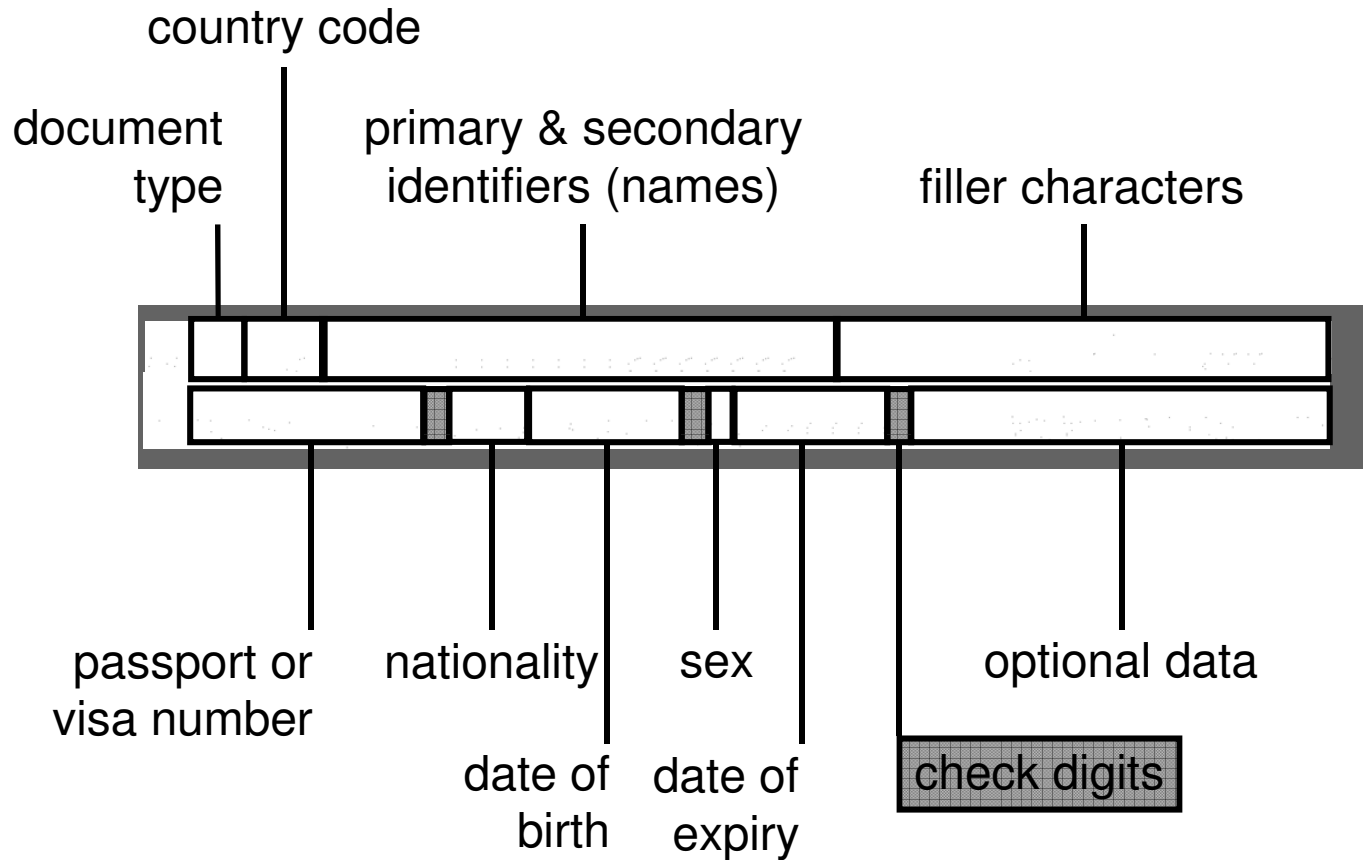 country code
document
type
primary & secondary
identifiers (names)
filler characters
passport or
visa number
nationality
sex
optional data
date of
birth
date of
expiry
check digits